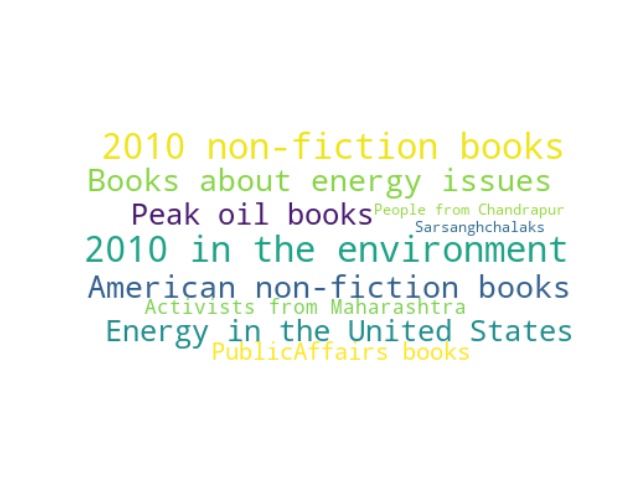 2010 non-fiction books
Books about energy issues
Peak oil books
People from Chandrapur
Sarsanghchalaks
2010 in the environment
American non-fiction books
Activists from Maharashtra
Energy in the United States
PublicAffairs books